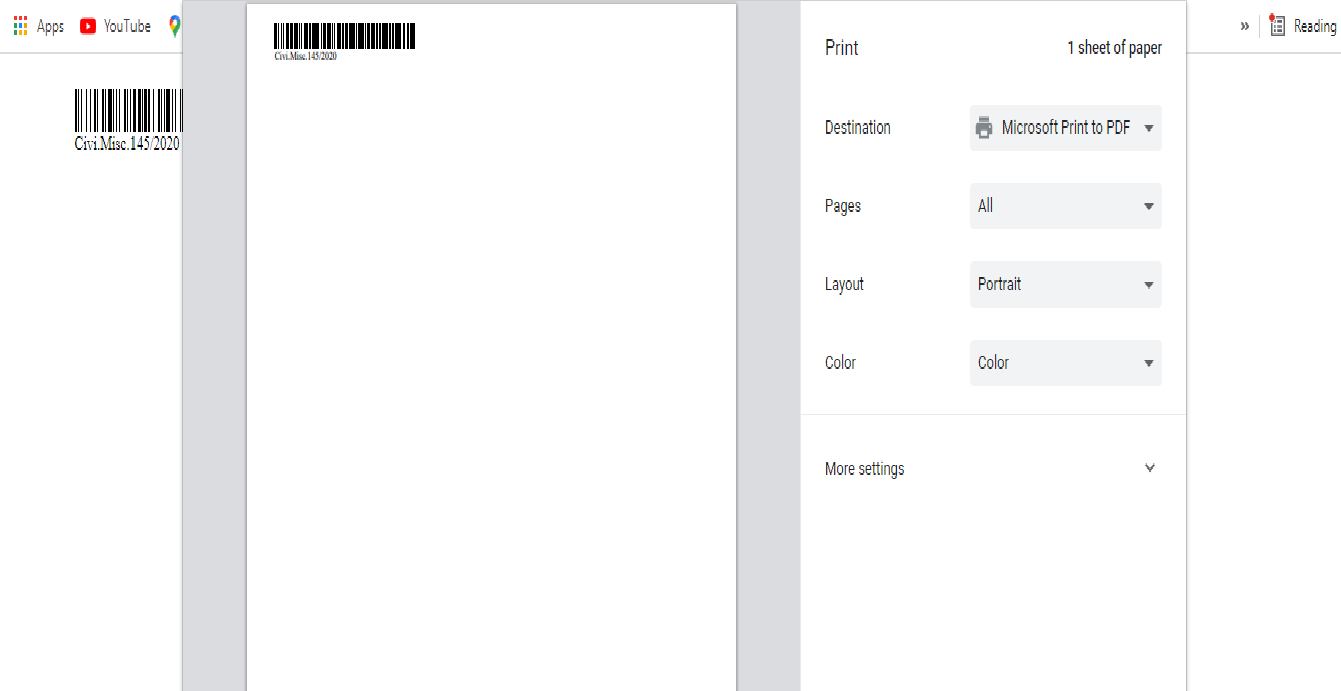 Apps YouTube
» Reading
Civi.Misc.145/2020
Civi.Misc.145/2020
Print 1 sheet of paper
Destination Microsoft Print to PDF
Pages All
Layout Portrait
Color Color
More settings